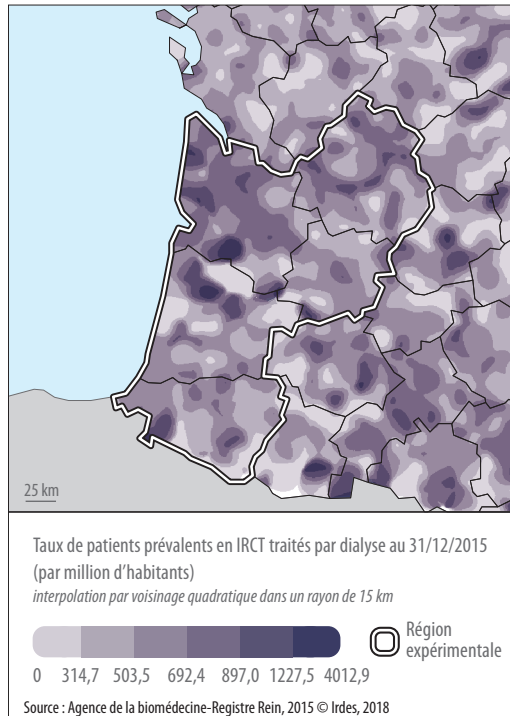 25 km
Taux de patients prévalents en IRCT traités par dialyse au 31/12/2015
(par million d’habitants)
interpolation par voisinage quadratique dans un rayon de 15 km
Région
expérimentale
0 314,7 503,5 692,4 897,0 1227,5 4012,9
Source : Agence de la biomédecine-Registre Rein, 2015 © Irdes, 2018